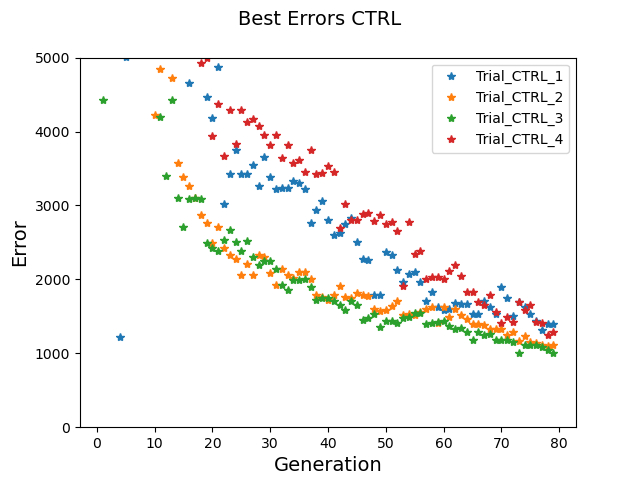 Best Errors CTRL
Trial_CTRL_1
Trial_CTRL_2
Trial_CTRL_3
Trial_CTRL_4
5000
4000
3000
2000
1000
0
Error
0 10 20 30 40 50 60 70 80
Generation